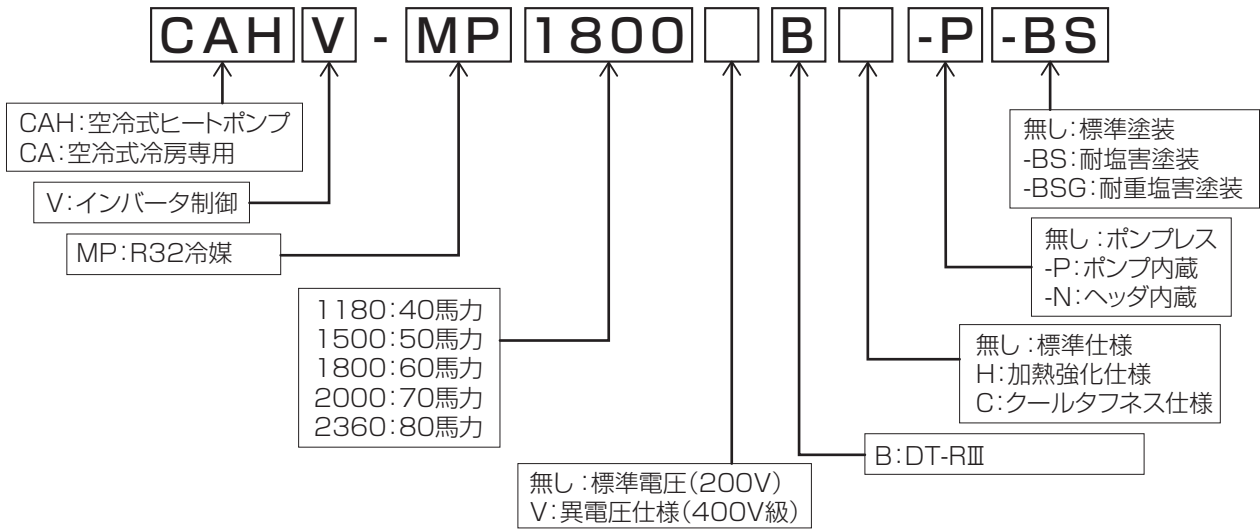 CAH V - MP 1800 B -P -BS
CAH:空冷式ヒートポンプ
CA:空冷式冷房専用
V:インバータ制御
MP:R32冷媒
1180:40馬力
1500:50馬力
1800:60馬力
2000:70馬力
2360:80馬力
無し:標準電圧(200V)
V:異電圧仕様(400V級)
B:DT-RⅢ
無し:標準仕様
H:加熱強化仕様
C:クールタフネス仕様
無し:ポンプレス
-P:ポンプ内蔵
-N:ヘッダ内蔵
無し:標準塗装
-BS:耐塩害塗装
-BSG:耐重塩害塗装